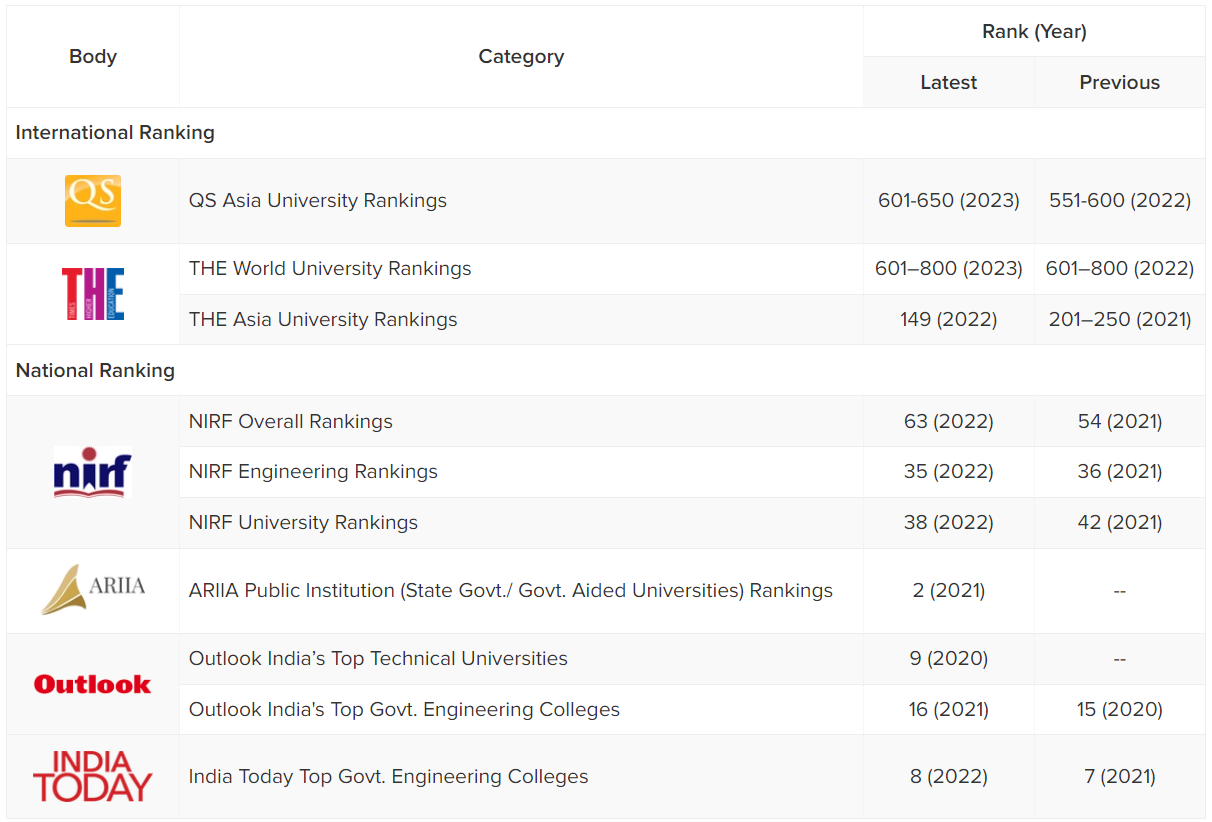 Body Category Rank (Year)
Latest Previous
International Ranking
QS QS Asia University Rankings 601-650 (2023) 551-600 (2022)
THE TIMES HIGHER EDUCATION THE World University Rankings 601–800 (2023) 601–800 (2022)
THE Asia University Rankings 149 (2022) 201–250 (2021)
National Ranking
NIRF Overall Rankings 63 (2022) 54 (2021)
nirf NIRF Engineering Rankings 35 (2022) 36 (2021)
NIRF University Rankings 38 (2022) 42 (2021)
ARIIA ARIIA Public Institution (State Govt./ Govt. Aided Universities) Rankings 2 (2021) --
Outlook Outlook India’s Top Technical Universities 9 (2020) --
Outlook India's Top Govt. Engineering Colleges 16 (2021) 15 (2020)
INDIA TODAY India Today Top Govt. Engineering Colleges 8 (2022) 7 (2021)